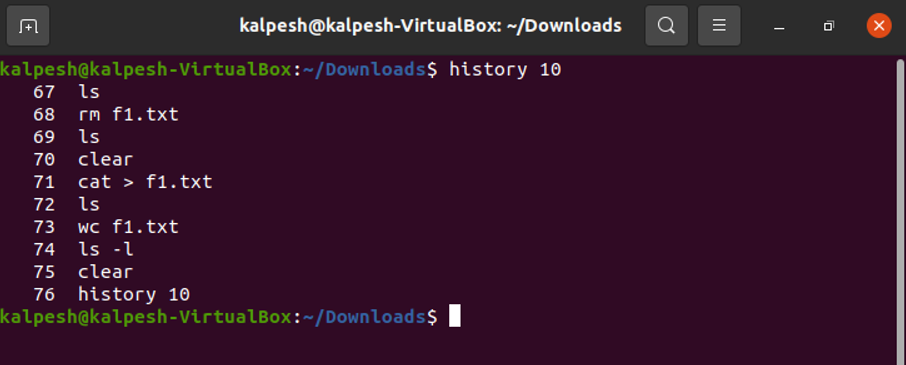 kalpesh@kalpesh-VirtualBox: ~/Downloads
kalpesh@kalpesh-VirtualBox:~/Downloads$ history 10
67 ls
68 rm f1.txt
69 ls
70 clear
71 cat > f1.txt
72 ls
73 wc f1.txt
74 ls -l
75 clear
76 history 10
kalpesh@kalpesh-VirtualBox:~/Downloads$